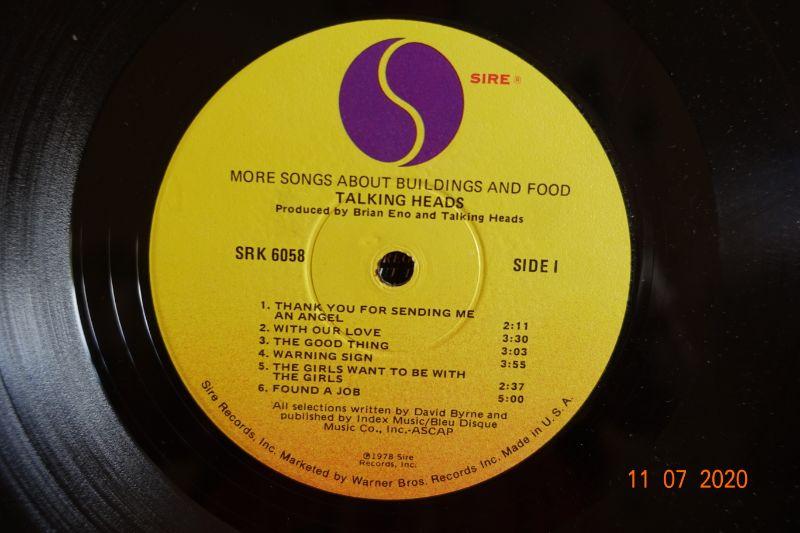 SIRE ®
MORE SONGS ABOUT BUILDINGS AND FOOD
TALKING HEADS
Produced by Brian Eno and Talking Heads
SRK 6058
SIDE I
1. THANK YOU FOR SENDING ME
AN ANGEL 2:11
2. WITH OUR LOVE 3:30
3. THE GOOD THING 3:03
4. WARNING SIGN 3:55
5. THE GIRLS WANT TO BE WITH
THE GIRLS 2:37
6. FOUND A JOB 5:00
All selections written by David Byrne and
published by Index Music/Bleu Disque
Music Co., Inc.-ASCAP
℗1978 Sire
Records, Inc.
Sire Records, Inc. Marketed by Warner Bros. Records Inc. Made in U.S.A.
11 07 2020